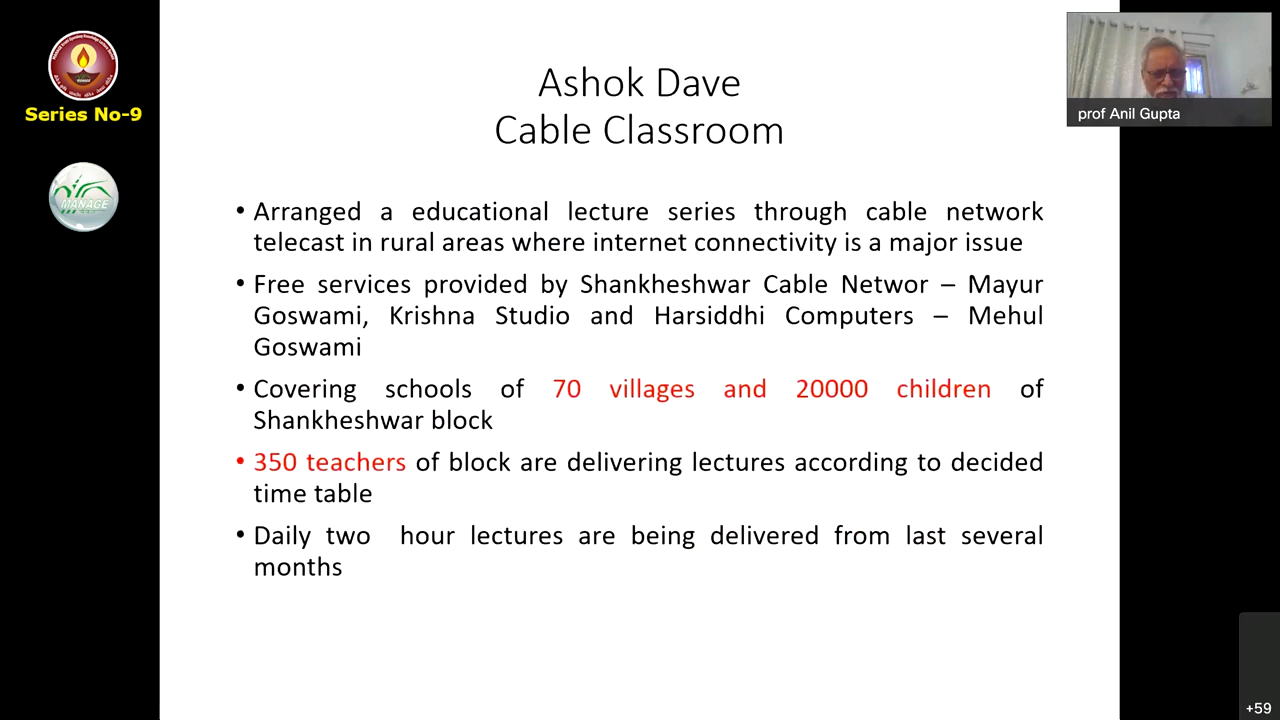 Series No-9
MANAGE
prof Anil Gupta
Ashok Dave
Cable Classroom
• Arranged a educational lecture series through cable network
telecast in rural areas where internet connectivity is a major issue
• Free services provided by Shankheshwar Cable Networ – Mayur
Goswami, Krishna Studio and Harsiddhi Computers – Mehul
Goswami
• Covering schools of 70 villages and 20000 children of
Shankheshwar block
• 350 teachers of block are delivering lectures according to decided
time table
• Daily two hour lectures are being delivered from last several
months
+59